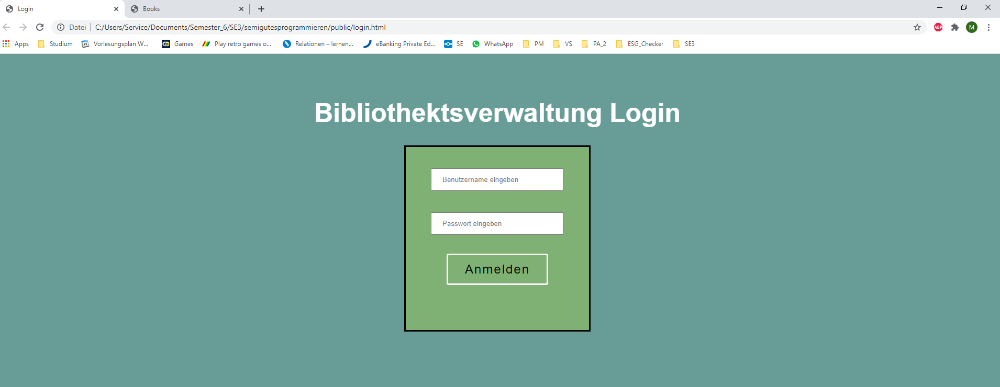 Login
Books
Datei C:/Users/Service/Documents/Semester_6/SE3/semigutesprogrammieren/public/login.html
ABP
M
Apps Studium 15 Vorlesungsplan W... Games Play retro games o... Relationen – lernen... eBanking Private Ed... SE WhatsApp PM VS PA_2 ESG_Checker SE3
Bibliothektsverwaltung Login
Benutzername eingeben
Passwort eingeben
Anmelden